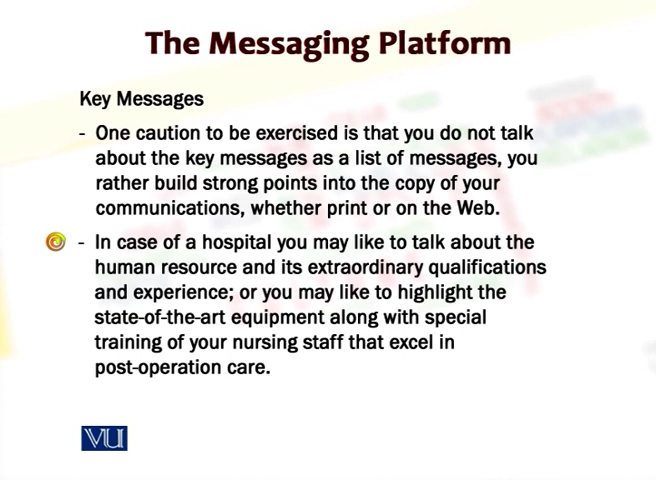 The Messaging Platform
Key Messages
- One caution to be exercised is that you do not talk
about the key messages as a list of messages, you
rather build strong points into the copy of your
communications, whether print or on the Web.
- In case of a hospital you may like to talk about the
human resource and its extraordinary qualifications
and experience; or you may like to highlight the
state-of-the-art equipment along with special
training of your nursing staff that excel in
post-operation care.
VU